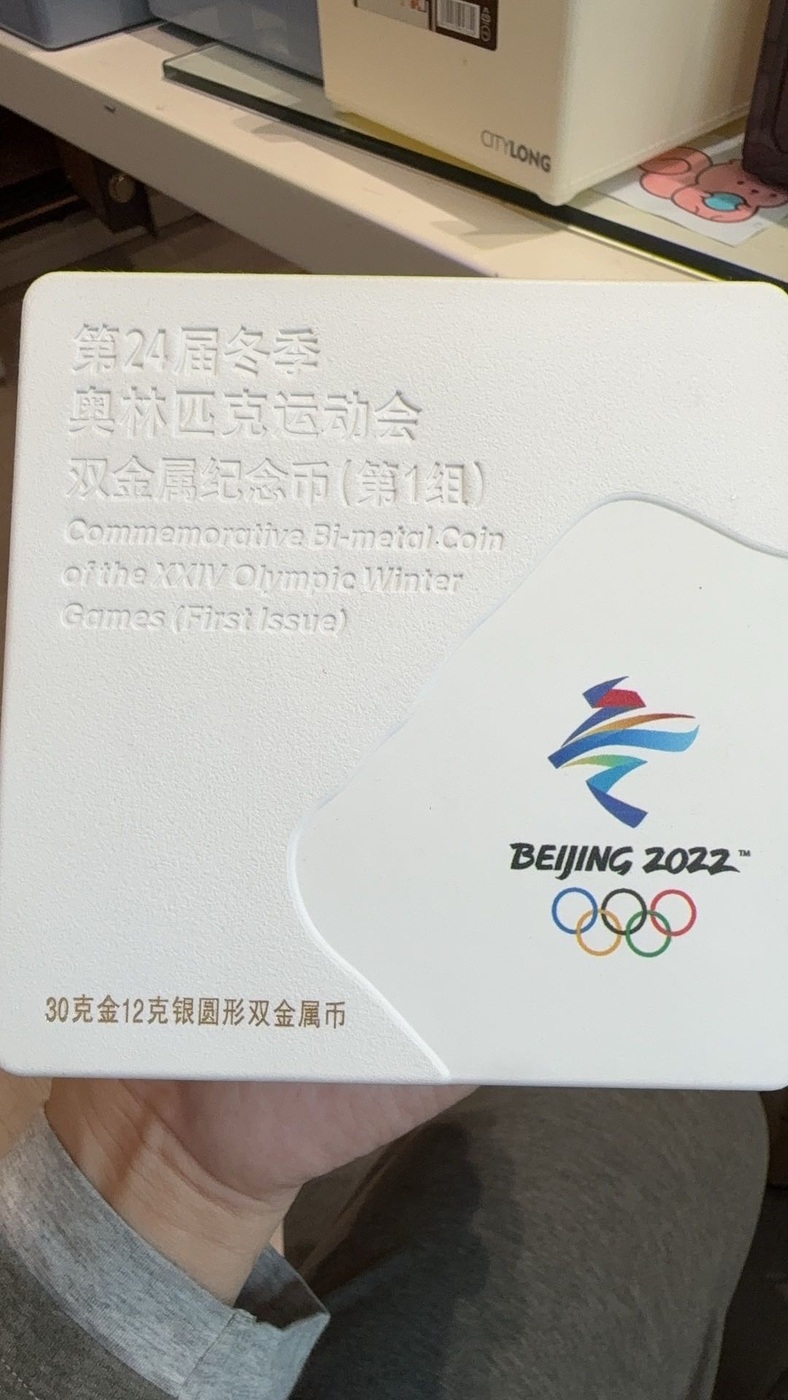 CITYLONG
第24届冬季
奥林匹克运动会
双金属纪念币(第1组)
Commemorative Bi-metal Coin
of the XXIV Olympic Winter
Games (First Issue)
BEIJING 2022™
30克金12克银圆形双金属币